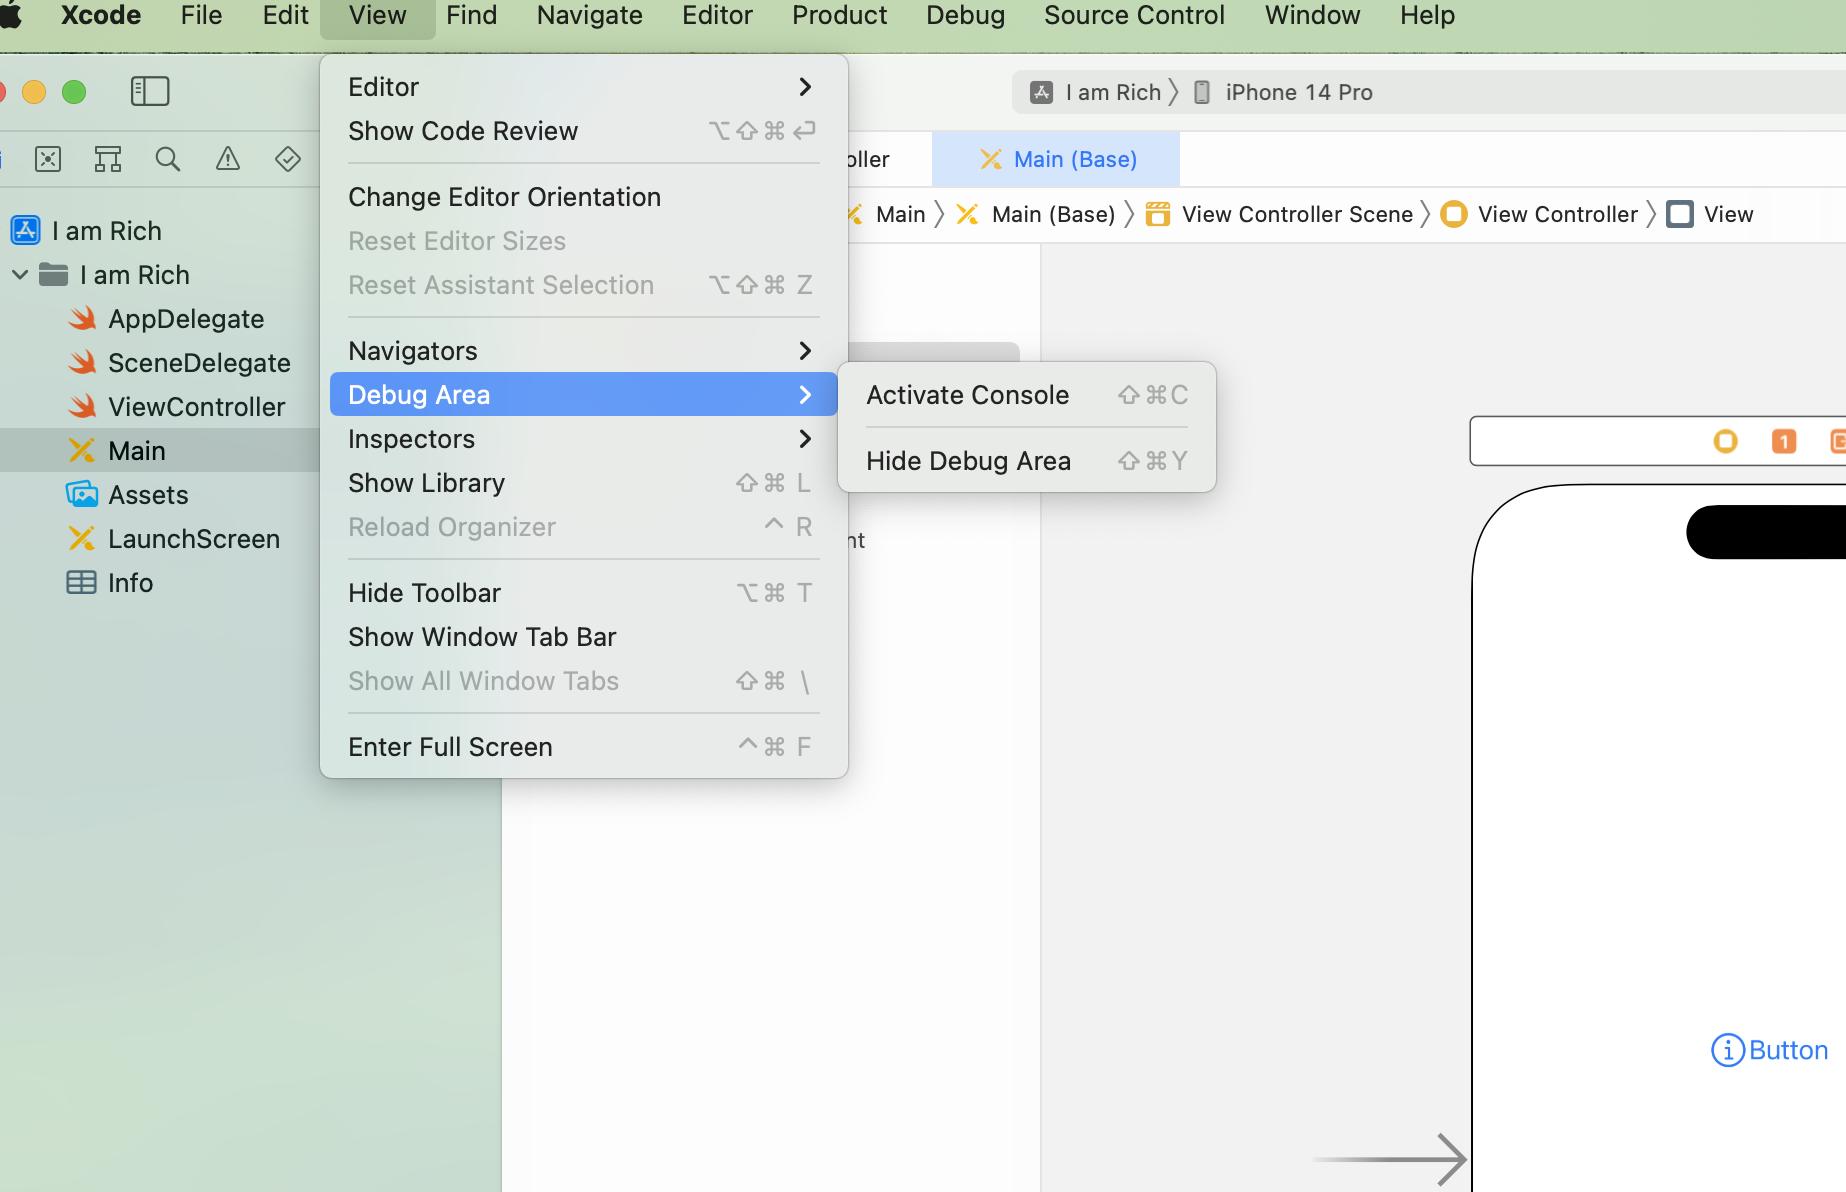 Xcode File Edit View Find Navigate Editor Product Debug Source Control Window Help
I am Rich 〉 iPhone 14 Pro
oller Main (Base)
Main 〉 Main (Base) 〉 View Controller Scene 〉 View Controller 〉 View
I am Rich
I am Rich
AppDelegate
SceneDelegate
ViewController
Main
Assets
LaunchScreen
Info
Editor
Show Code Review ⌥⇧⌘↩
Change Editor Orientation
Reset Editor Sizes
Reset Assistant Selection ⌥⇧⌘ Z
Navigators
Debug Area
Inspectors
Show Library ⇧⌘ L
Reload Organizer ^ R
Hide Toolbar ⌥⌘ T
Show Window Tab Bar
Show All Window Tabs ⇧⌘ \
Enter Full Screen ^⌘ F
Activate Console ⇧⌘C
Hide Debug Area ⇧⌘Y
nt
1
Button